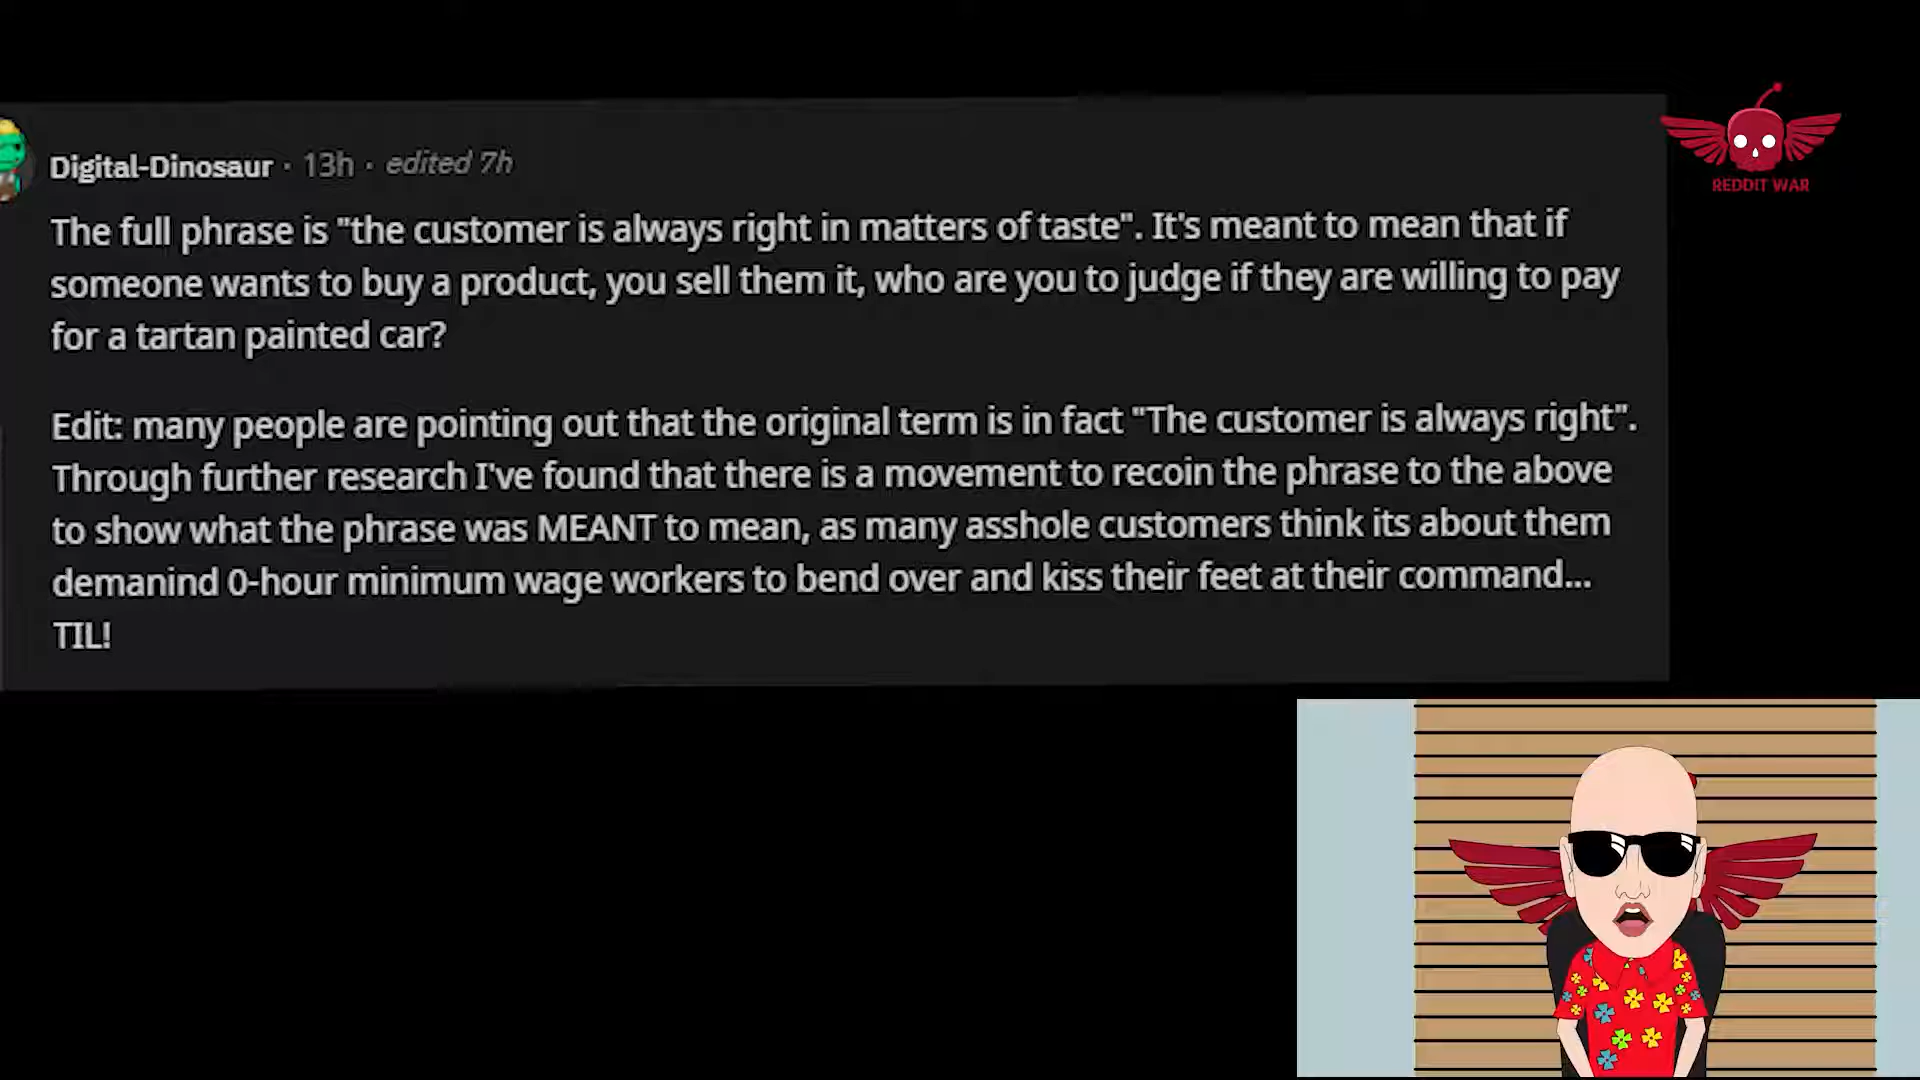 Digital-Dinosaur · 13h · edited 7h
The full phrase is "the customer is always right in matters of taste". It's meant to mean that if
someone wants to buy a product, you sell them it, who are you to judge if they are willing to pay
for a tartan painted car?
Edit: many people are pointing out that the original term is in fact "The customer is always right".
Through further research I've found that there is a movement to recoin the phrase to the above
to show what the phrase was MEANT to mean, as many asshole customers think its about them
demanind 0-hour minimum wage workers to bend over and kiss their feet at their command...
TIL!
REDDIT WAR